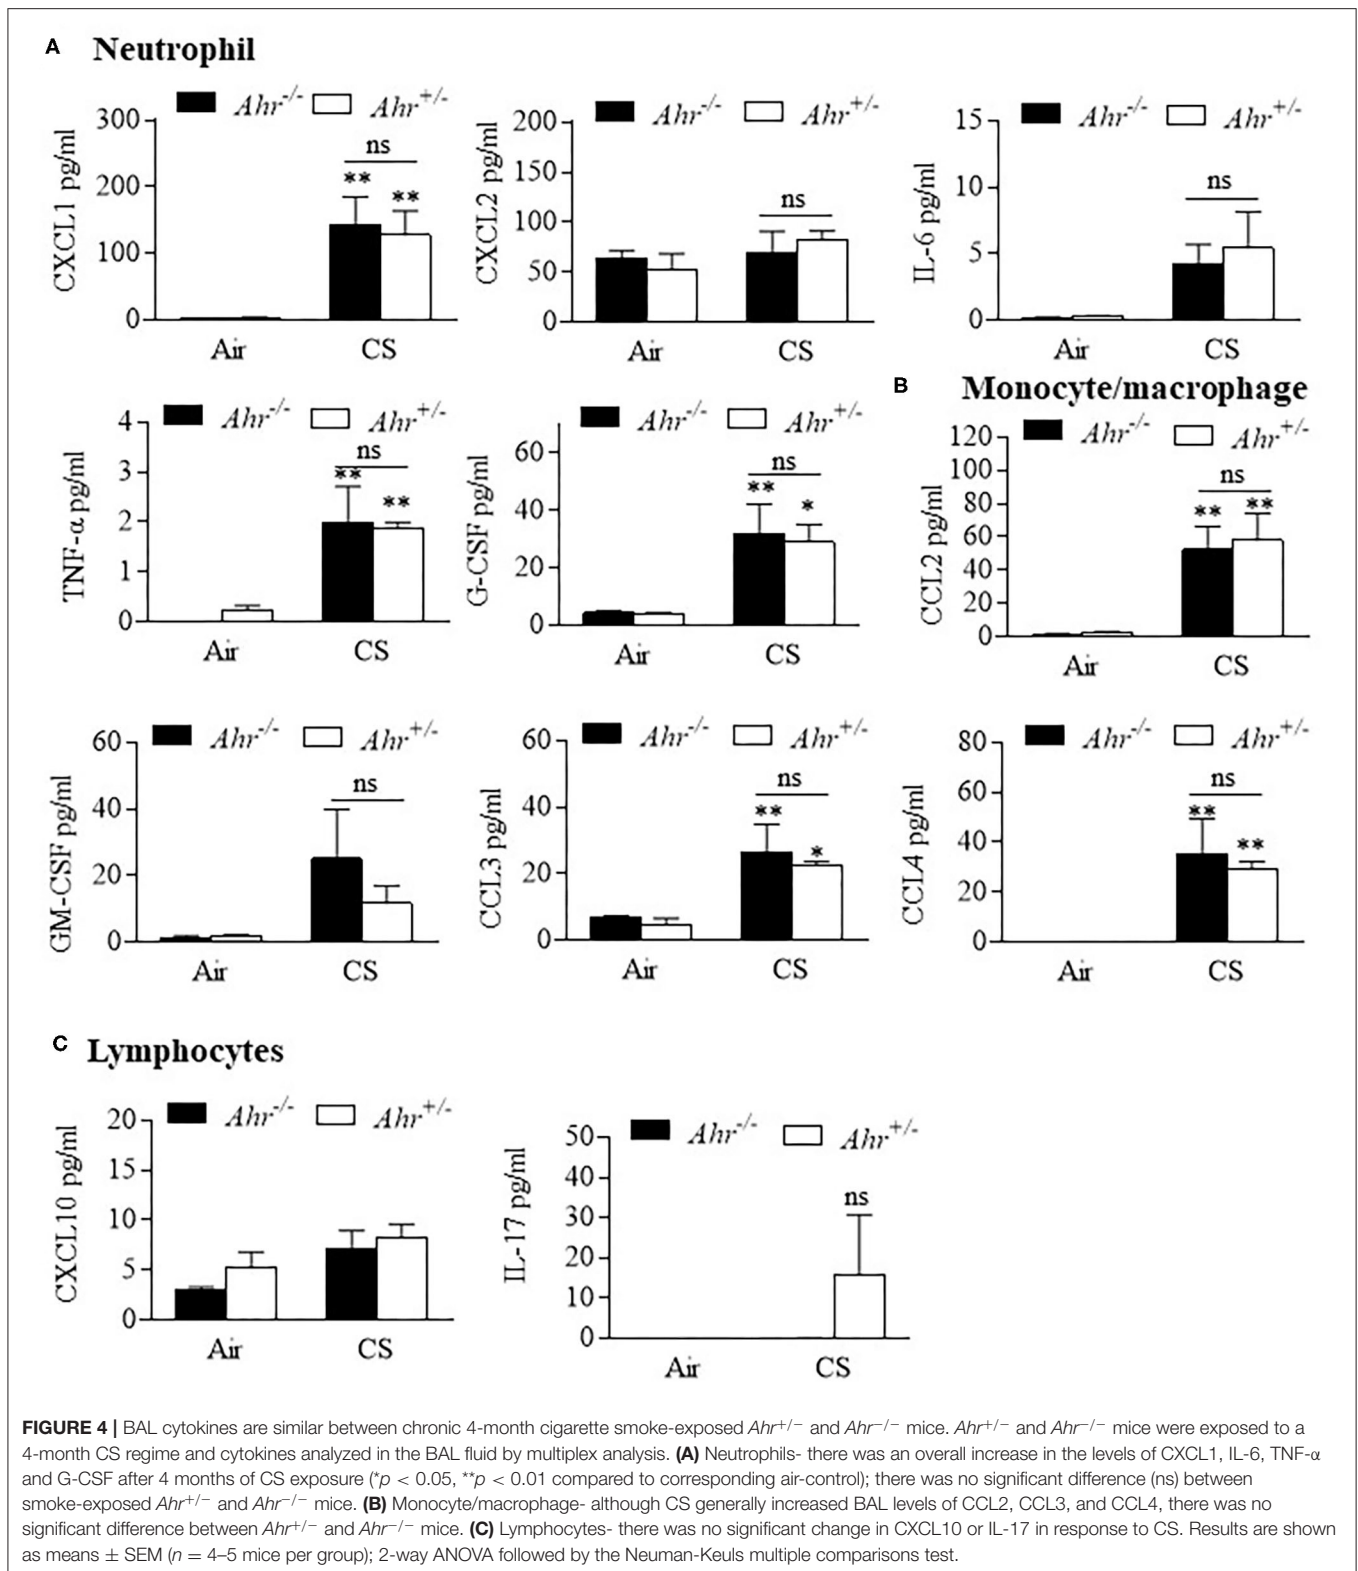 A Neutrophil
Ahr-/- Ahr+/-
CXCL1 pg/ml
300
200
100
0
ns
** **
Air CS
Ahr-/- Ahr+/-
CXCL2 pg/ml
200
150
100
50
0
ns
Air CS
Ahr-/- Ahr+/-
IL-6 pg/ml
15
10
5
0
ns
Air CS
Ahr-/- Ahr+/-
TNF-α pg/ml
4
3
2
1
0
ns
** **
Air CS
Ahr-/- Ahr+/-
G-CSF pg/ml
60
40
20
0
ns
** *
Air CS
B Monocyte/macrophage
Ahr-/- Ahr+/-
CCL2 pg/ml
120
100
80
60
40
20
0
ns
** **
Air CS
Ahr-/- Ahr+/-
GM-CSF pg/ml
60
40
20
0
ns
Air CS
Ahr-/- Ahr+/-
CCL3 pg/ml
60
40
20
0
ns
** *
Air CS
Ahr-/- Ahr+/-
CCL4 pg/ml
80
60
40
20
0
ns
** **
Air CS
C Lymphocytes
Ahr-/- Ahr+/-
CXCL10 pg/ml
20
15
10
5
0
Air CS
Ahr-/- Ahr+/-
IL-17 pg/ml
50
40
30
20
10
0
ns
Air CS
FIGURE 4 | BAL cytokines are similar between chronic 4-month cigarette smoke-exposed Ahr+/− and Ahr−/− mice. Ahr+/− and Ahr−/− mice were exposed to a
4-month CS regime and cytokines analyzed in the BAL fluid by multiplex analysis. (A) Neutrophils- there was an overall increase in the levels of CXCL1, IL-6, TNF-α
and G-CSF after 4 months of CS exposure (*p < 0.05, **p < 0.01 compared to corresponding air-control); there was no significant difference (ns) between
smoke-exposed Ahr+/− and Ahr−/− mice. (B) Monocyte/macrophage- although CS generally increased BAL levels of CCL2, CCL3, and CCL4, there was no
significant difference between Ahr+/− and Ahr−/− mice. (C) Lymphocytes- there was no significant change in CXCL10 or IL-17 in response to CS. Results are shown
as means ± SEM (n = 4–5 mice per group); 2-way ANOVA followed by the Neuman-Keuls multiple comparisons test.